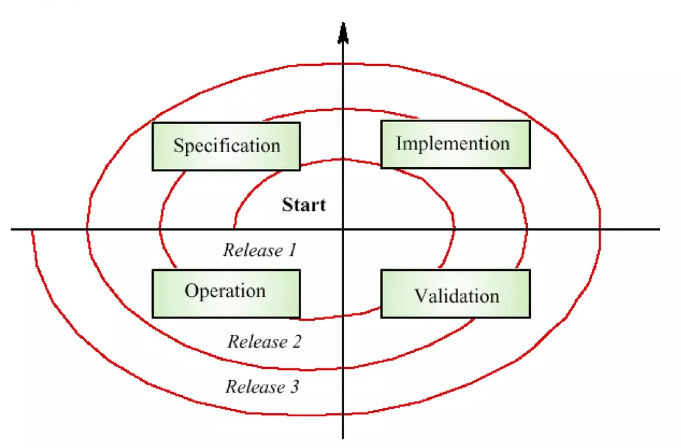 Specification
Implemention
Start
Release 1
Operation
Validation
Release 2
Release 3